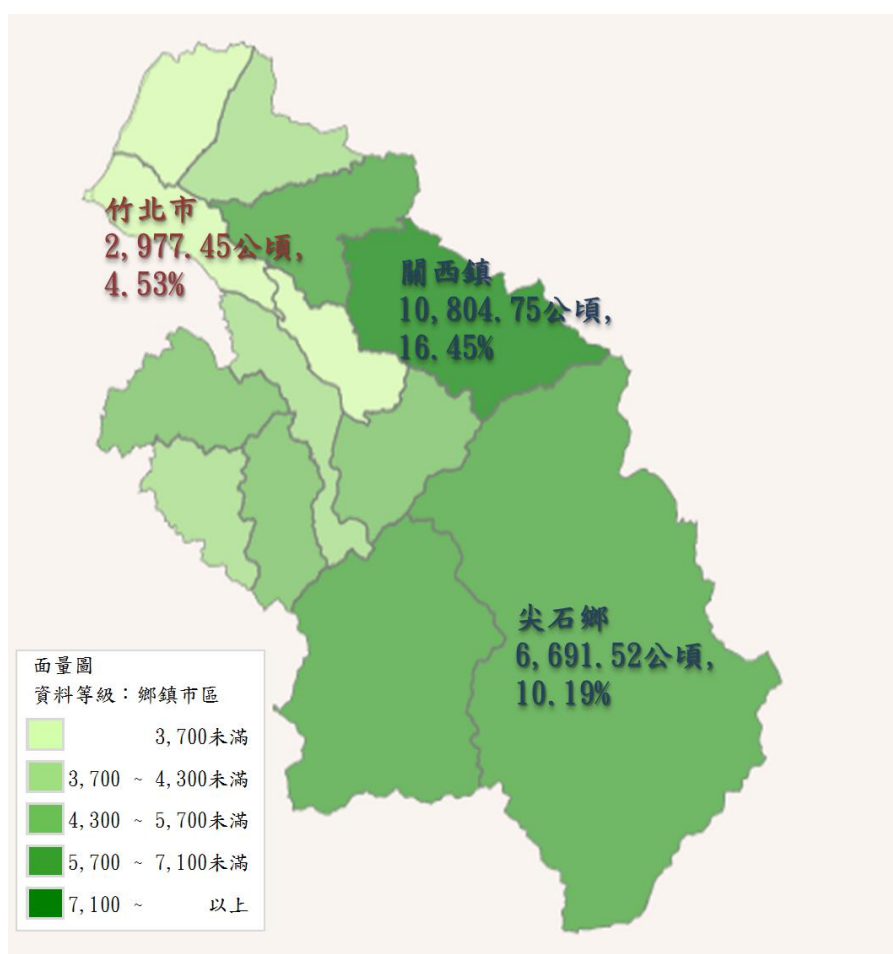 竹北市
2,977.45公頃,
4.53%
關西鎮
10,804.75公頃,
16.45%
尖石鄉
6,691.52公頃,
10.19%
面量圖
資料等級：鄉鎮市區
3,700未滿
3,700 ~ 4,300未滿
4,300 ~ 5,700未滿
5,700 ~ 7,100未滿
7,100 ~ 以上